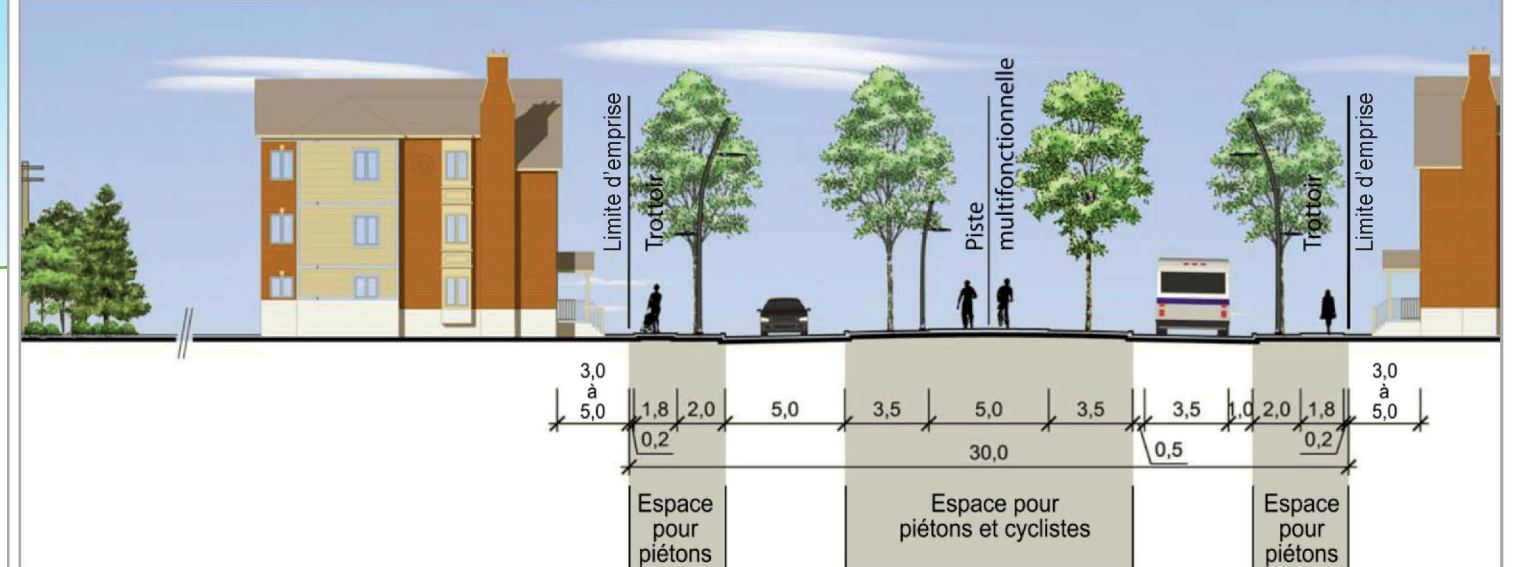 Limite d'emprise
Trottoir
Piste
multifonctionnelle
Trottoir
Limite d'emprise
3,0
à
5,0
1,8
2,0
5,0
3,5
5,0
3,5
3,5
1,0
2,0
1,8
3,0
à
5,0
0,2
30,0
0,5
0,2
Espace
pour
piétons
Espace pour
piétons et cyclistes
Espace
pour
piétons